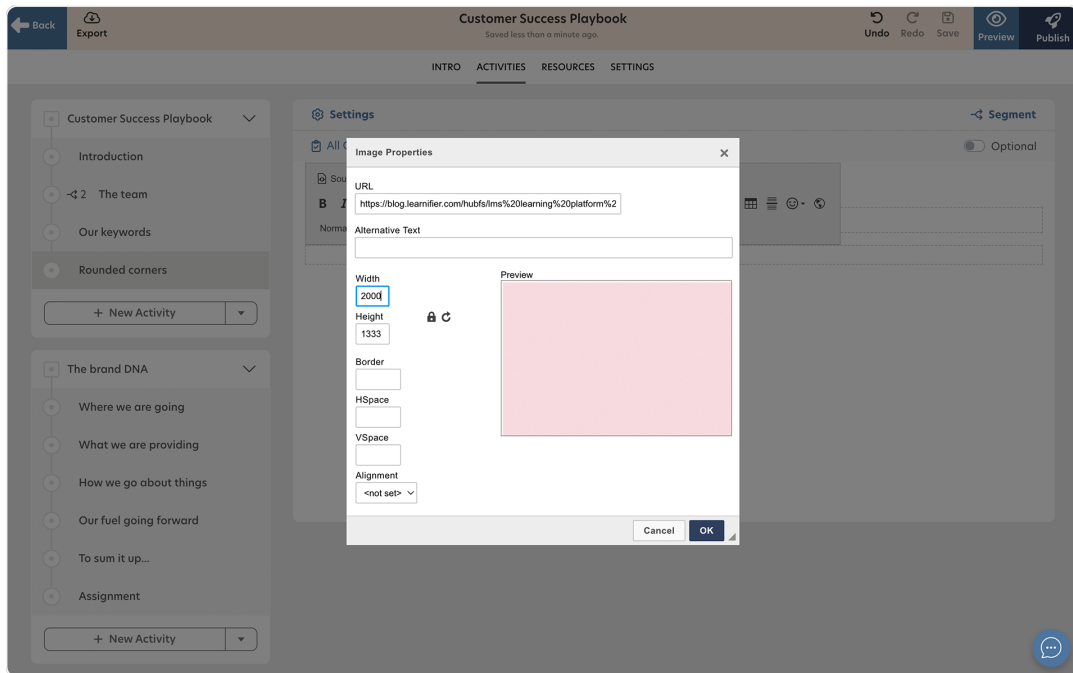 Back
Export
Customer Success Playbook
Saved less than a minute ago.
Undo
Redo
Save
Preview
Publish
INTRO
ACTIVITIES
RESOURCES
SETTINGS
Customer Success Playbook
Introduction
2 The team
Our keywords
Rounded corners
+ New Activity
The brand DNA
Where we are going
What we are providing
How we go about things
Our fuel going forward
To sum it up...
Assignment
+ New Activity
Settings
Segment
All
Optional
Sou
B I
Norma
Image Properties
URL
https://blog.learnifier.com/hubfs/lms%20learning%20platform%2
Alternative Text
Width
2000
Height
1333
Border
HSpace
VSpace
Alignment
<not set>
Preview
Cancel
OK